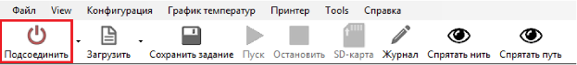 Файл View Конфигурация График температур Принтер Tools Справка
Подсоединить Загрузить Сохранить задание Пуск Остановить SD-карта Журнал Спрятать нить Спрятать путь